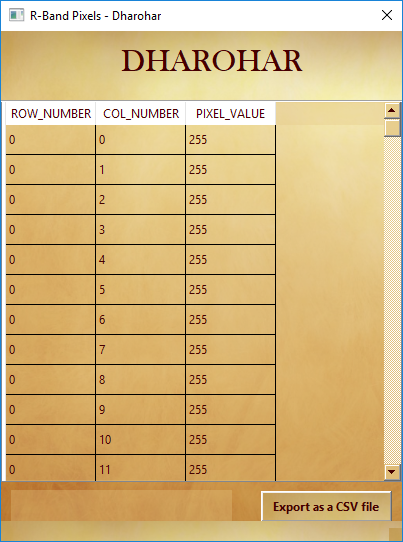 R-Band Pixels - Dharohar
DHAROHAR
ROW_NUMBER COL_NUMBER PIXEL_VALUE
0 0 255
0 1 255
0 2 255
0 3 255
0 4 255
0 5 255
0 6 255
0 7 255
0 8 255
0 9 255
0 10 255
0 11 255
Export as a CSV file